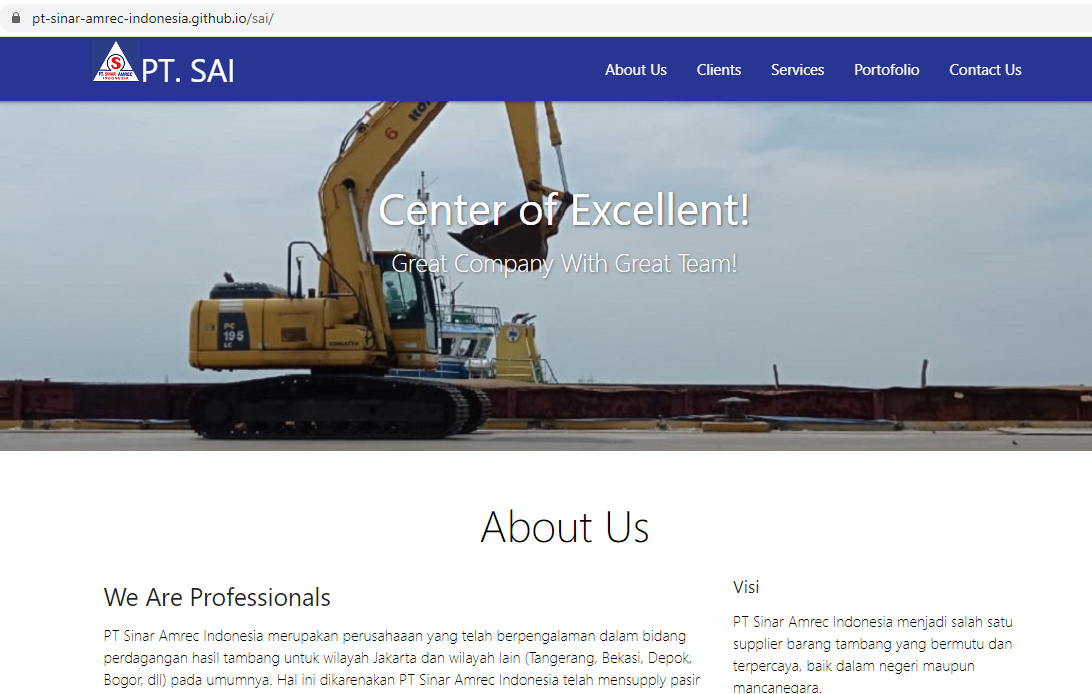 pt-sinar-amrec-indonesia.github.io/sai/
S
PT. SINAR AMREC
INDONESIA
PT. SAI
About Us
Clients
Services
Portofolio
Contact Us
6
Center of Excellent!
Great Company With Great Team!
PC
195
LC
KOMATSU
About Us
We Are Professionals
PT Sinar Amrec Indonesia merupakan perusahaaan yang telah berpengalaman dalam bidang
perdagangan hasil tambang untuk wilayah Jakarta dan wilayah lain (Tangerang, Bekasi, Depok,
Bogor, dll) pada umumnya. Hal ini dikarenakan PT Sinar Amrec Indonesia telah mensupply pasir
Visi
PT Sinar Amrec Indonesia menjadi salah satu
supplier barang tambang yang bermutu dan
terpercaya, baik dalam negeri maupun
mancanegara.